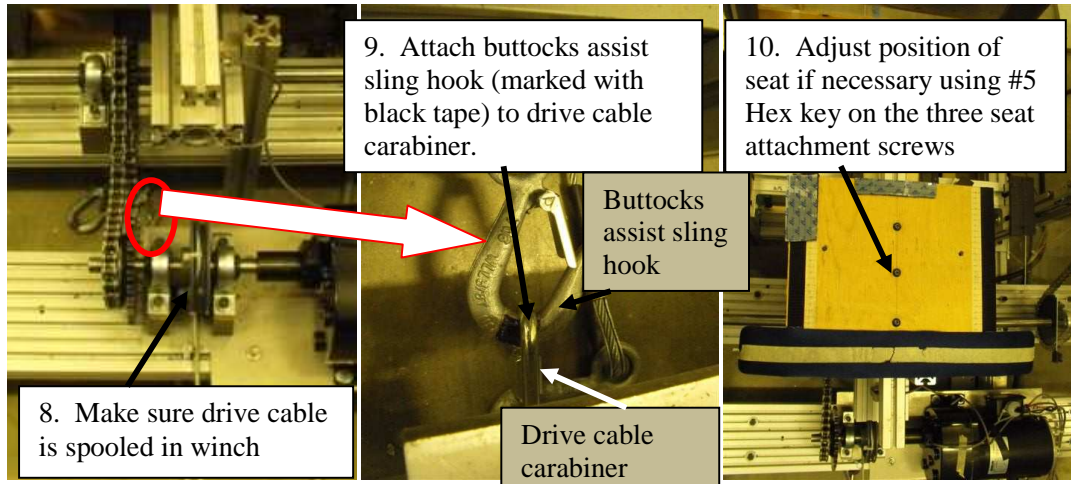 8. Make sure drive cable
is spooled in winch
9. Attach buttocks assist
sling hook (marked with
black tape) to drive cable
carabiner.
Buttocks
assist sling
hook
Drive cable
carabiner
10. Adjust position of
seat if necessary using #5
Hex key on the three seat
attachment screws